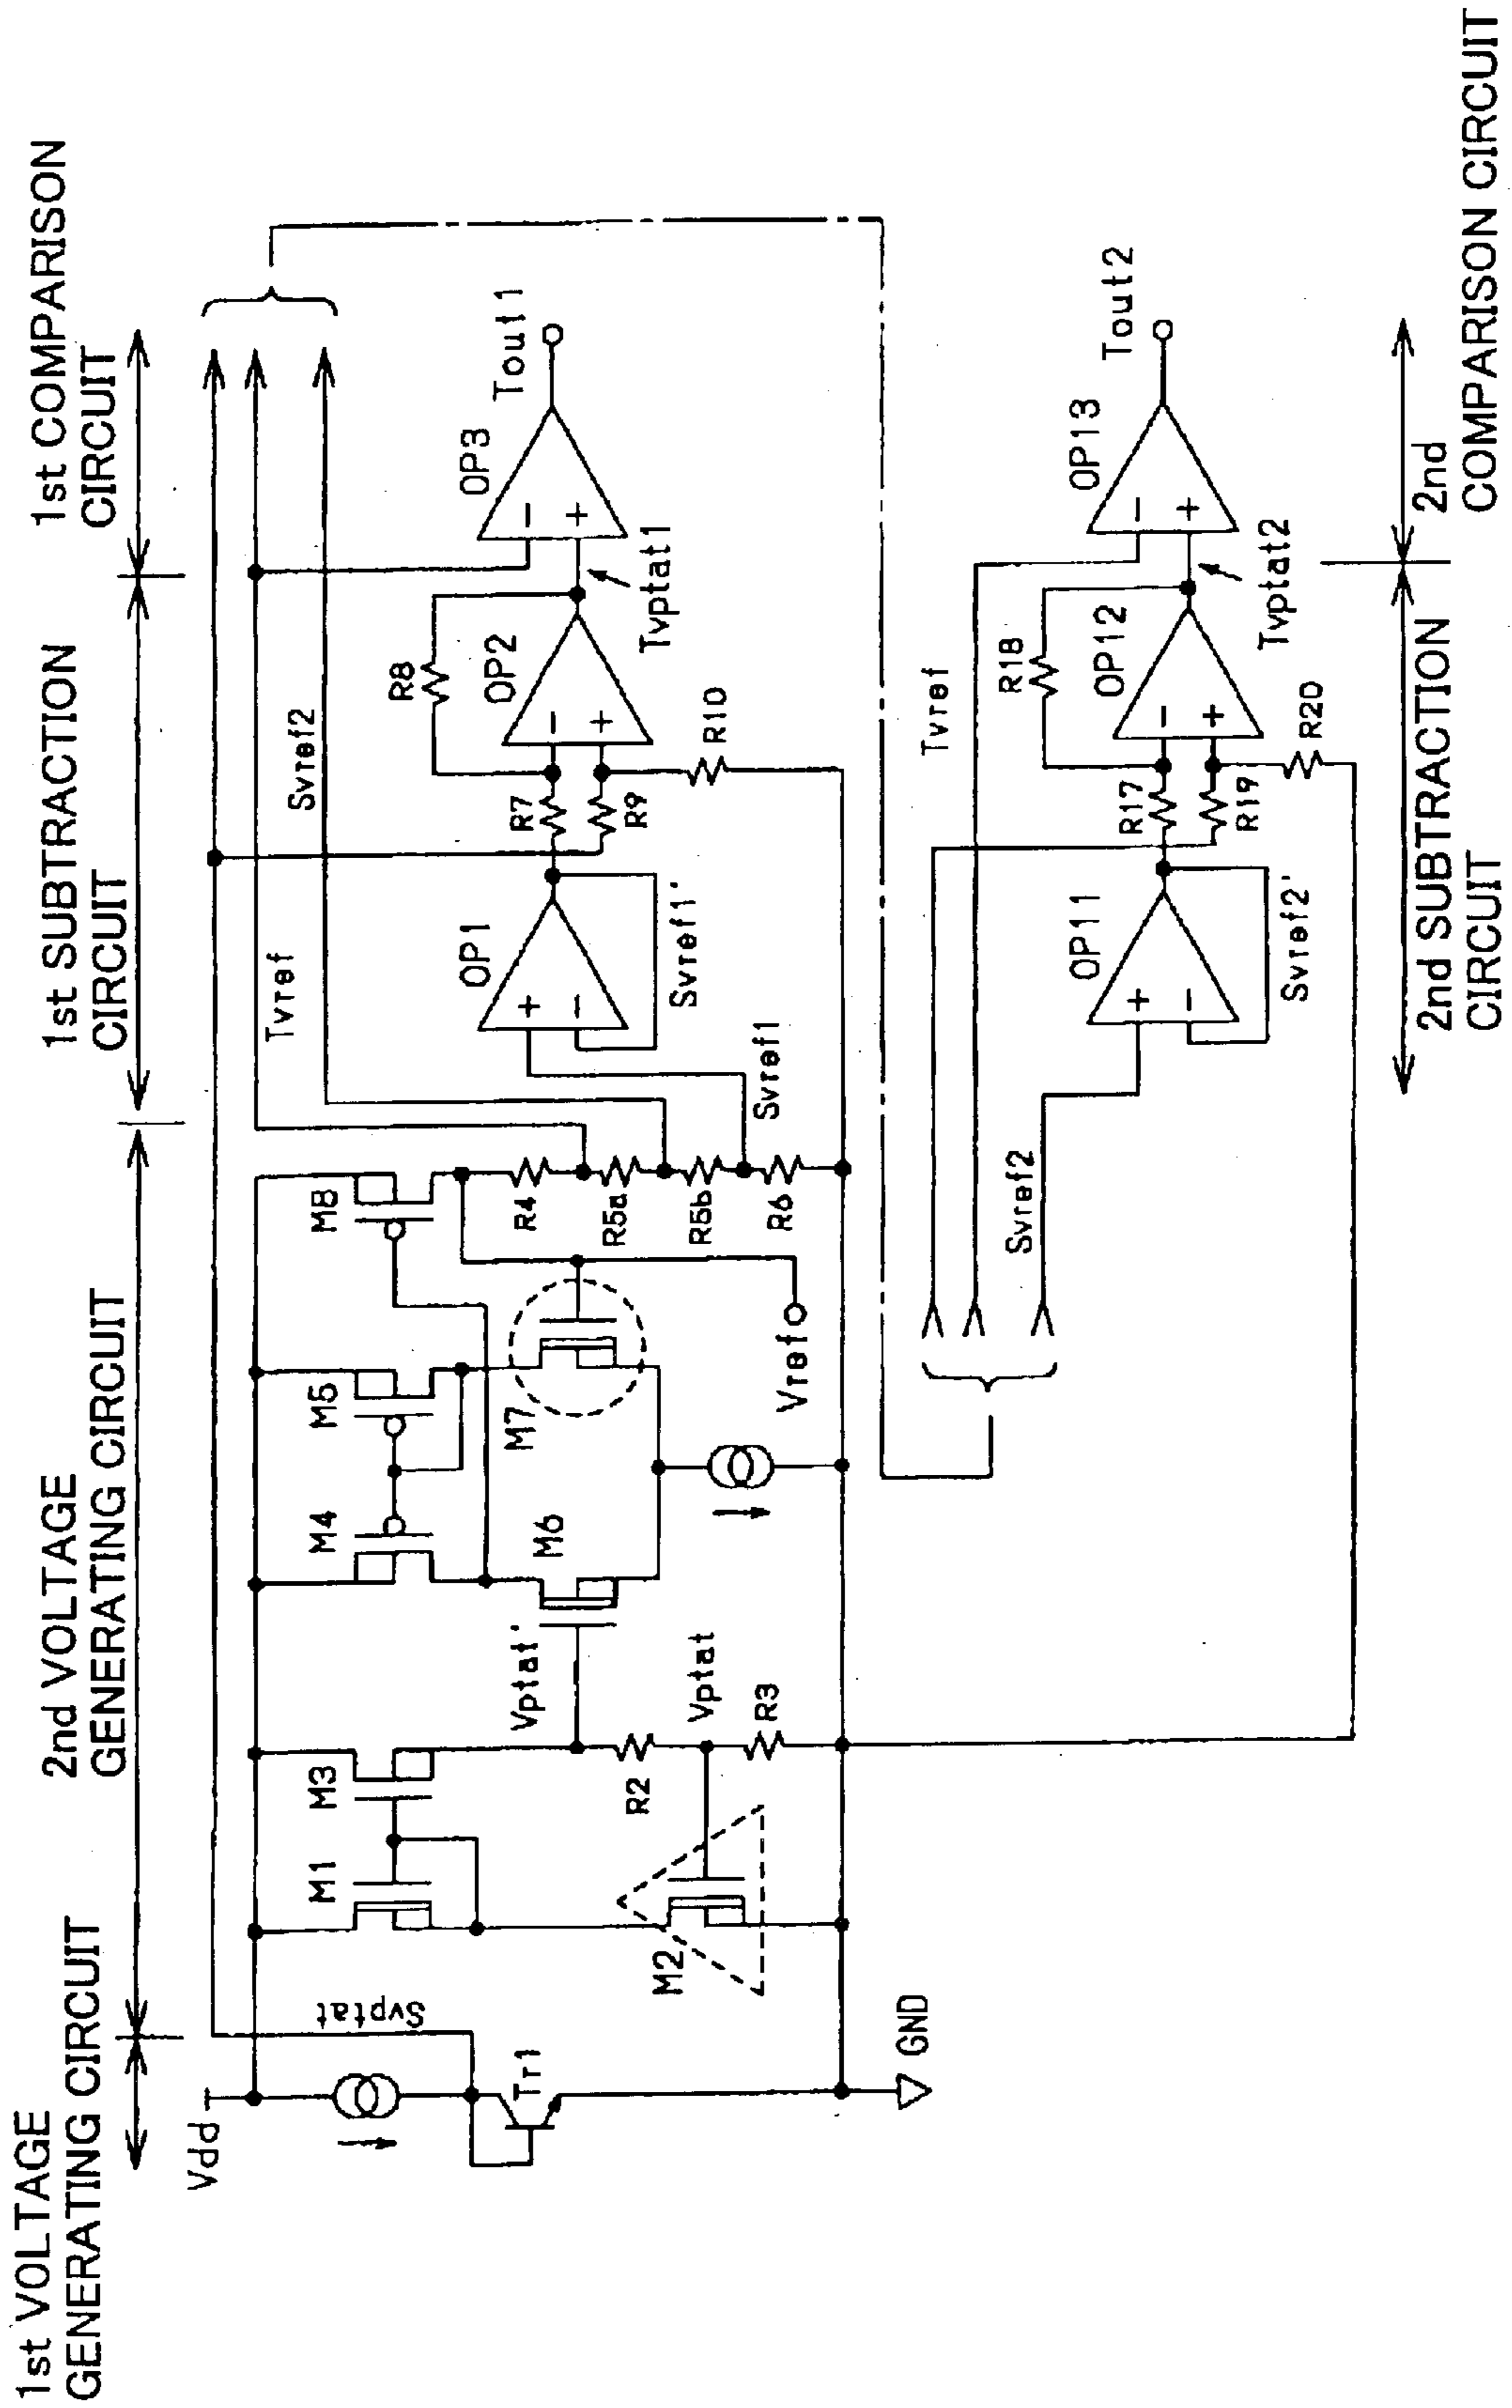 1st VOLTAGE
GENERATING CIRCUIT
2nd VOLTAGE
GENERATING CIRCUIT
1st SUBTRACTION
CIRCUIT
1st COMPARISON
CIRCUIT
Vdd
Svptat
Tr1
GND
M1
M2
M3
R2
Vptat
R3
Vptat'
M4
M5
M6
M7
M8
Vref
R4
R5a
R5b
R6
Tvref
Svref2
Svref1
OP1
Svref1'
R7
R9
R8
OP2
R10
Tvptat1
OP3
Tout1
Svref2
Tvref
OP11
Svref2'
R17
R19
R18
OP12
R20
Tvptat2
OP13
Tout2
2nd SUBTRACTION
CIRCUIT
2nd
COMPARISON CIRCUIT